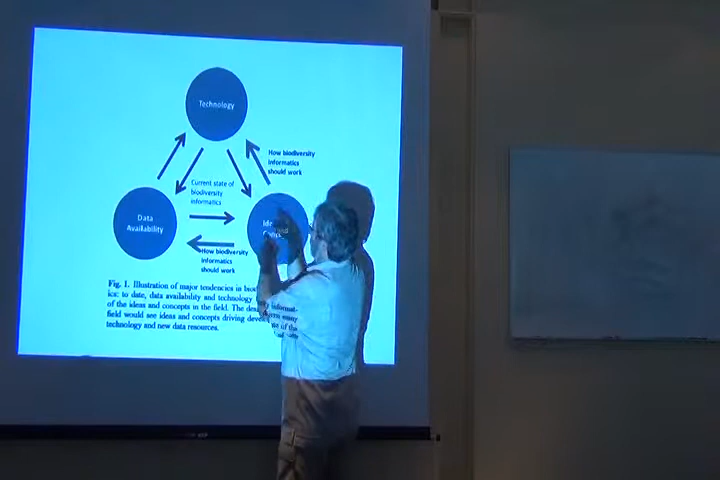 Technology
How biodiversity
informatics
should work
Current state of
biodiversity
informatics
Data
Availability
How biodiversity
informatics
should work
Fig. 1. Illustration of major tendencies in
ics: to date, data availability and technology
of the ideas and concepts in the field. The
field would see ideas and concepts driving
technology and new data resources.